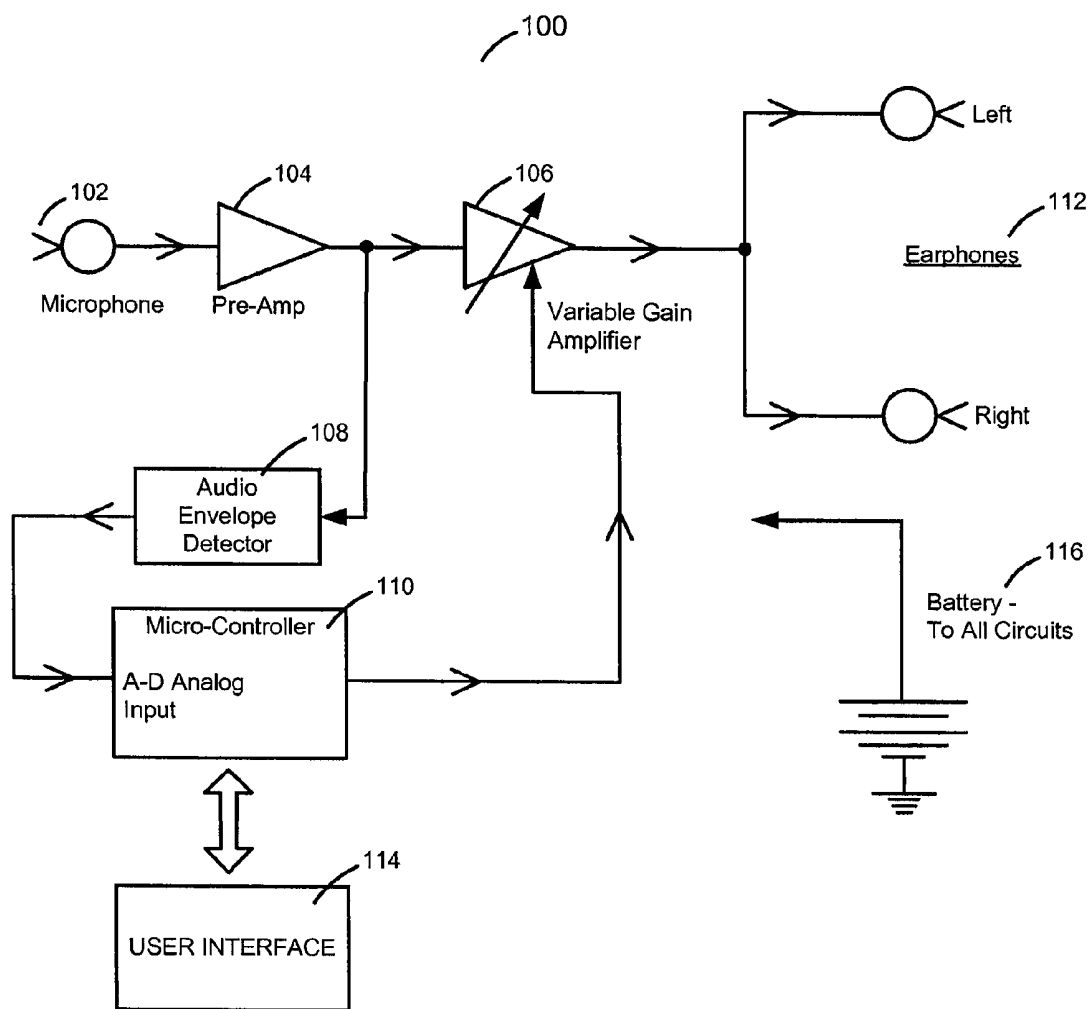 100
Left
104
106
102
112
Earphones
Microphone
Pre-Amp
Variable Gain
Amplifier
Right
108
Audio
Envelope
Detector
116
110
Battery -
To All Circuits
Micro-Controller
A-D Analog
Input
114
USER INTERFACE